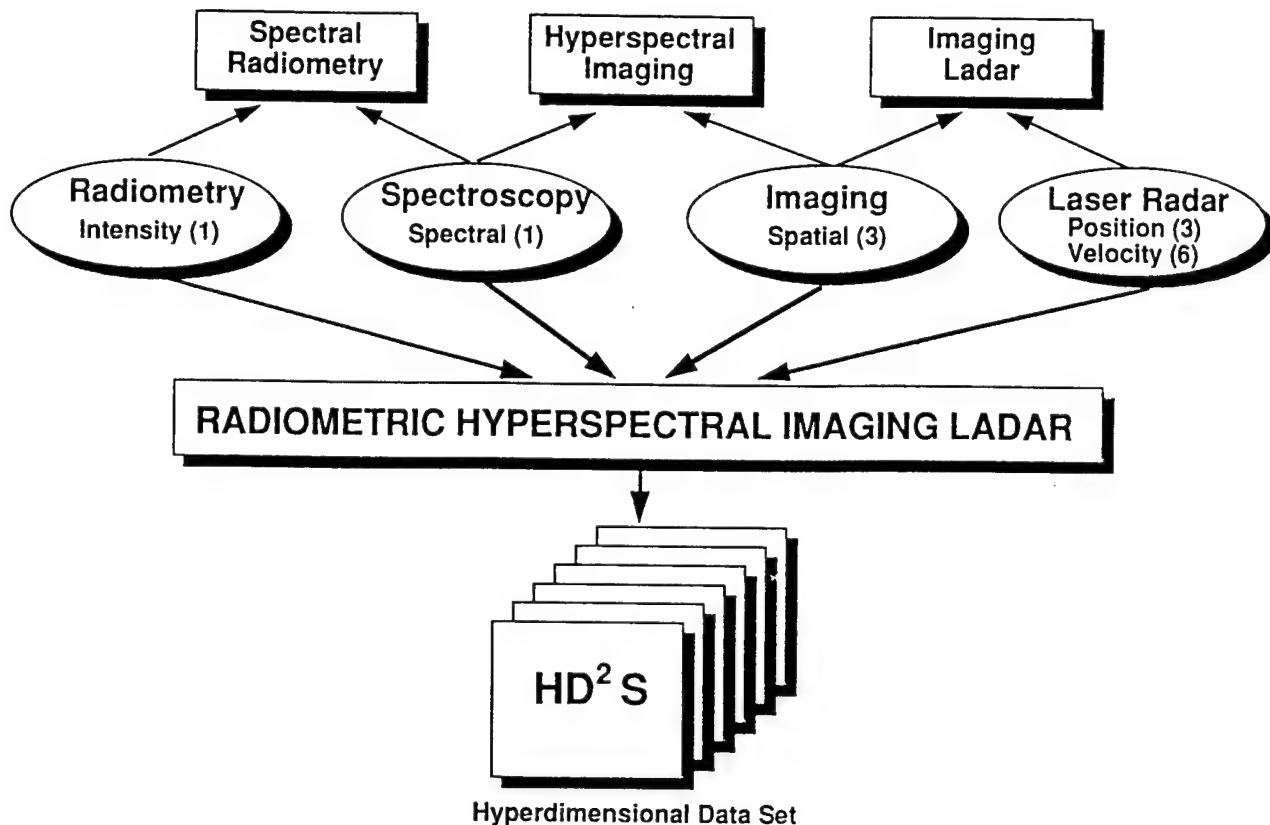 Spectral
Radiometry
Hyperspectral
Imaging
Imaging
Ladar
Radiometry
Intensity (1)
Spectroscopy
Spectral (1)
Imaging
Spatial (3)
Laser Radar
Position (3)
Velocity (6)
RADIOMETRIC HYPERSPECTRAL IMAGING LADAR
HD² S
Hyperdimensional Data Set